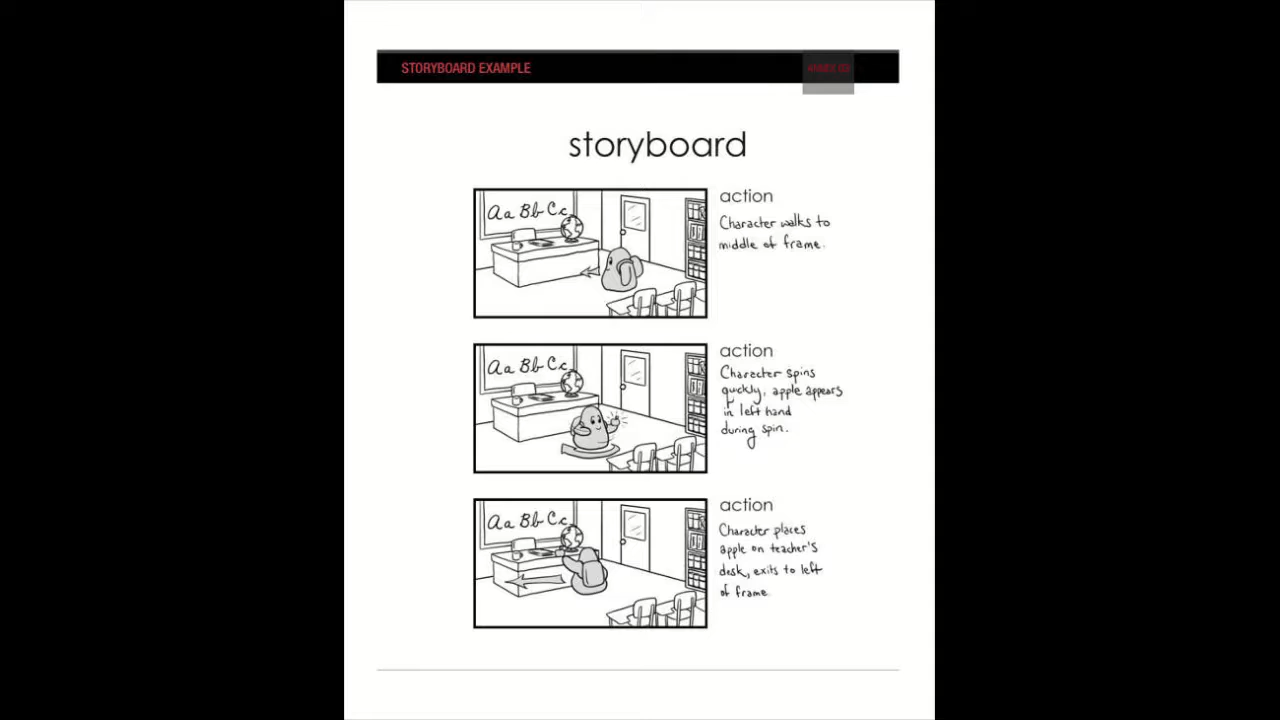 STORYBOARD EXAMPLE
storyboard
Aa Bb Cc
action
Character walks to
middle of frame.
Aa Bb Cc
action
Character spins
quickly, apple appears
in left hand
during spin.
Aa Bb Cc
action
Character places
apple on teacher's
desk, exits to left
of frame